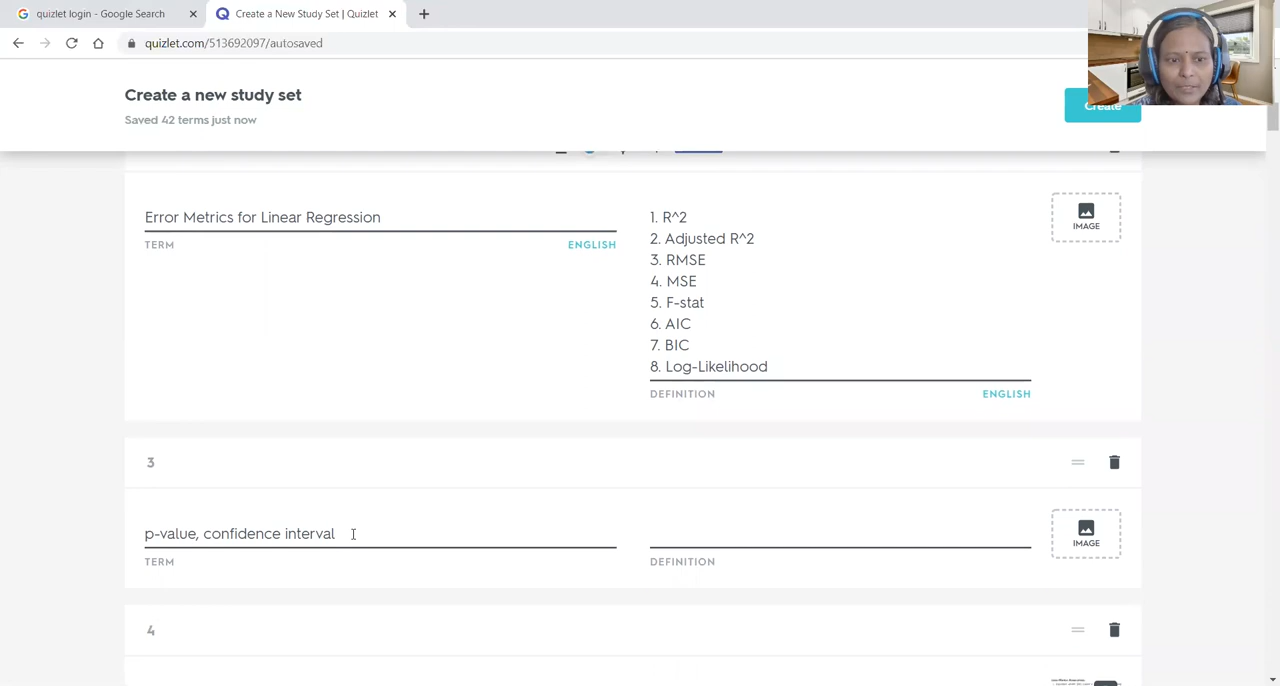 quizlet login - Google Search
Create a New Study Set | Quizlet
quizlet.com/513692097/autosaved
Create a new study set
Saved 42 terms just now
Create
Error Metrics for Linear Regression
TERM
ENGLISH
1. R^2
2. Adjusted R^2
3. RMSE
4. MSE
5. F-stat
6. AIC
7. BIC
8. Log-Likelihood
DEFINITION
ENGLISH
IMAGE
3
p-value, confidence interval
TERM
DEFINITION
IMAGE
4